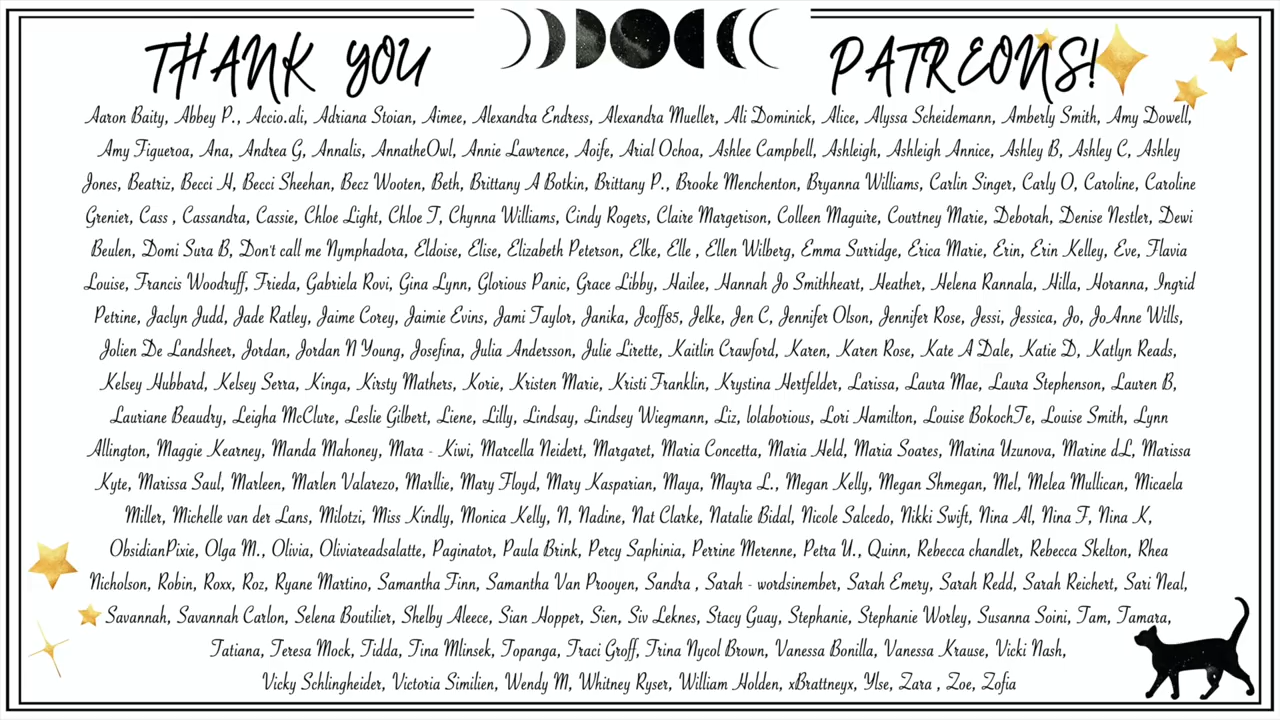 THANK YOU PATREONS!
Aaron Baity, Abbey P., Accio.ali, Adriana Stoian, Aimee, Alexandra Endress, Alexandra Mueller, Ali Dominick, Alice, Alyssa Scheidemann, Amberly Smith, Amy Dowell,
Amy Figueroa, Ana, Andrea G, Annalis, AnnatheOwl, Annie Lawrence, Aoife, Arial Ochoa, Ashlee Campbell, Ashleigh, Ashleigh Annice, Ashley B, Ashley C, Ashley
Jones, Beatriz, Becci H, Becci Sheehan, Becz Wooten, Beth, Brittany A Botkin, Brittany P., Brooke Menchenton, Bryanna Williams, Carlin Singer, Carly O, Caroline, Caroline
Grenier, Cass , Cassandra, Cassie, Chloe Light, Chloe T, Chynna Williams, Cindy Rogers, Claire Margerison, Colleen Maguire, Courtney Marie, Deborah, Denise Nestler, Dewi
Beulen, Domi Sura B, Don't call me Nymphadora, Eldoise, Elise, Elizabeth Peterson, Elke, Elle , Ellen Wilberg, Emma Surridge, Erica Marie, Erin, Erin Kelley, Eve, Flavia
Louise, Francis Woodruff, Frieda, Gabriela Rovi, Gina Lynn, Glorious Panic, Grace Libby, Hailee, Hannah Jo Smithheart, Heather, Helena Rannala, Hilla, Horanna, Ingrid
Petrine, Jaclyn Judd, Jade Ratley, Jaime Corey, Jaimie Evins, Jami Taylor, Janika, Jcoff85, Jelke, Jen C, Jennifer Olson, Jennifer Rose, Jessi, Jessica, Jo, JoAnne Wills,
Jolien De Landsheer, Jordan, Jordan N Young, Josefina, Julia Andersson, Julie Lirette, Kaitlin Crawford, Karen, Karen Rose, Kate A Dale, Katie D, Katlyn Reads,
Kelsey Hubbard, Kelsey Serra, Kinga, Kirsty Mathers, Korie, Kristen Marie, Kristi Franklin, Krystina Hertfelder, Larissa, Laura Mae, Laura Stephenson, Lauren B,
Lauriane Beaudry, Leigha McClure, Leslie Gilbert, Liene, Lilly, Lindsay, Lindsey Wiegmann, Liz, lolaborious, Lori Hamilton, Louise BokochTe, Louise Smith, Lynn
Allington, Maggie Kearney, Manda Mahoney, Mara - Kiwi, Marcella Neidert, Margaret, Maria Concetta, Maria Held, Maria Soares, Marina Uzunova, Marine dL, Marissa
Kyte, Marissa Saul, Marleen, Marlen Valarezo, Marllie, Mary Floyd, Mary Kasparian, Maya, Mayra L., Megan Kelly, Megan Shmegan, Mel, Melea Mullican, Micaela
Miller, Michelle van der Lans, Milotzi, Miss Kindly, Monica Kelly, N, Nadine, Nat Clarke, Natalie Bidal, Nicole Salcedo, Nikki Swift, Nina Al, Nina F, Nina K,
ObsidianPixie, Olga M., Olivia, Oliviareadsalatte, Paginator, Paula Brink, Percy Saphinia, Perrine Merenne, Petra U., Quinn, Rebecca chandler, Rebecca Skelton, Rhea
Nicholson, Robin, Roxx, Roz, Ryane Martino, Samantha Finn, Samantha Van Prooyen, Sandra , Sarah - wordsinember, Sarah Emery, Sarah Redd, Sarah Reichert, Sari Neal,
Savannah, Savannah Carlon, Selena Boutilier, Shelby Aleece, Sian Hopper, Sien, Siv Leknes, Stacy Guay, Stephanie, Stephanie Worley, Susanna Soini, Tam, Tamara,
Tatiana, Teresa Mock, Tidda, Tina Mlinsek, Topanga, Traci Groff, Trina Nycol Brown, Vanessa Bonilla, Vanessa Krause, Vicki Nash,
Vicky Schlingheider, Victoria Similien, Wendy M, Whitney Ryser, William Holden, xBrattneyx, Ylse, Zara , Zoe, Zofia